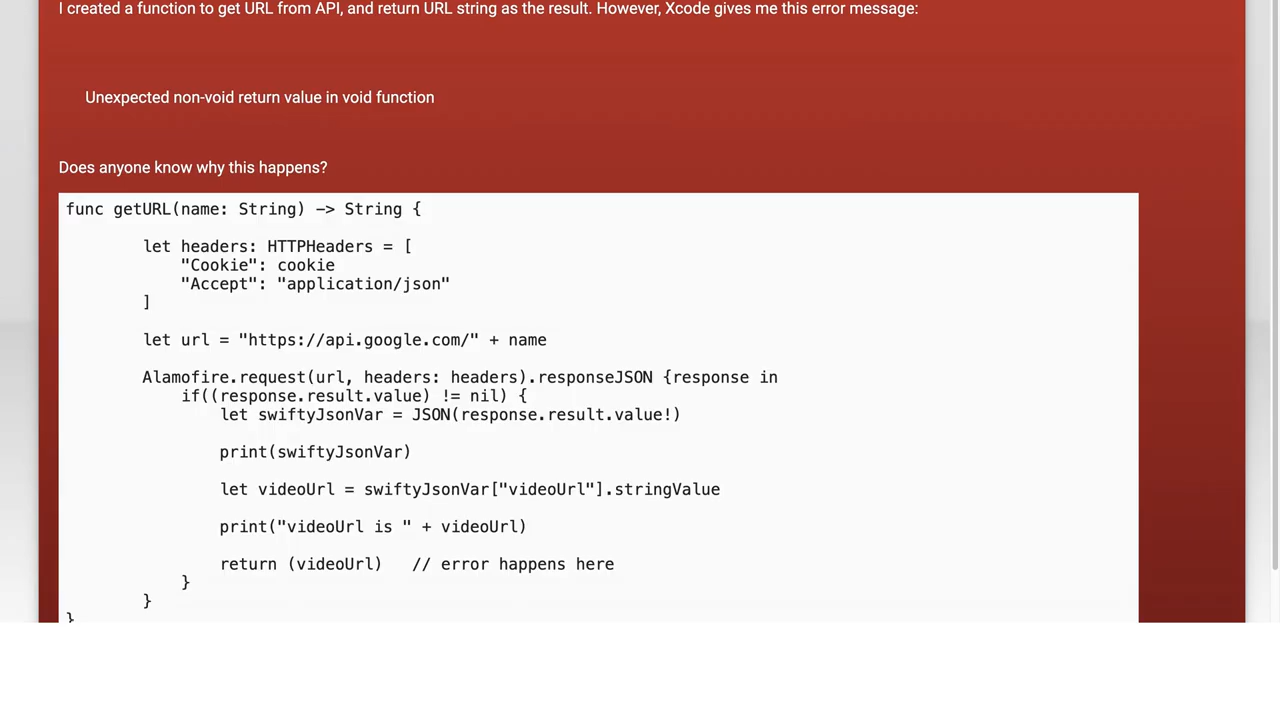 I created a function to get URL from API, and return URL string as the result. However, Xcode gives me this error message:
Unexpected non-void return value in void function
Does anyone know why this happens?
func getURL(name: String) -> String {
let headers: HTTPHeaders = [
"Cookie": cookie
"Accept": "application/json"
]
let url = "https://api.google.com/" + name
Alamofire.request(url, headers: headers).responseJSON {response in
if((response.result.value) != nil) {
let swiftyJsonVar = JSON(response.result.value!)
print(swiftyJsonVar)
let videoUrl = swiftyJsonVar["videoUrl"].stringValue
print("videoUrl is " + videoUrl)
return (videoUrl)   // error happens here
}
}
}